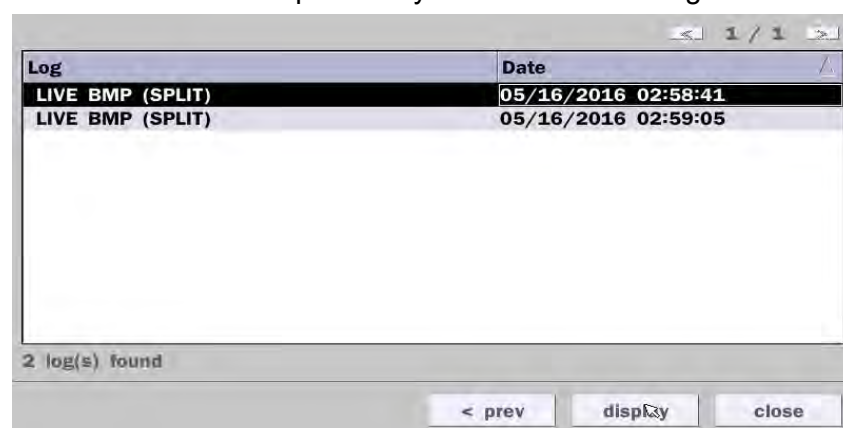 < 1 / 1 >
Log Date
LIVE BMP (SPLIT) 05/16/2016 02:58:41
LIVE BMP (SPLIT) 05/16/2016 02:59:05
2 log(s) found
< prev display close